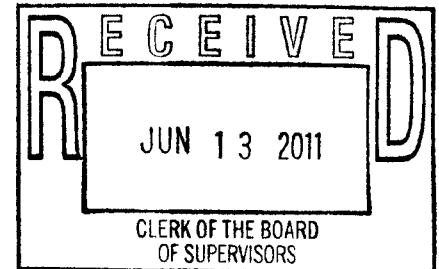 RECEIVED
JUN 13 2011
CLERK OF THE BOARD
OF SUPERVISORS